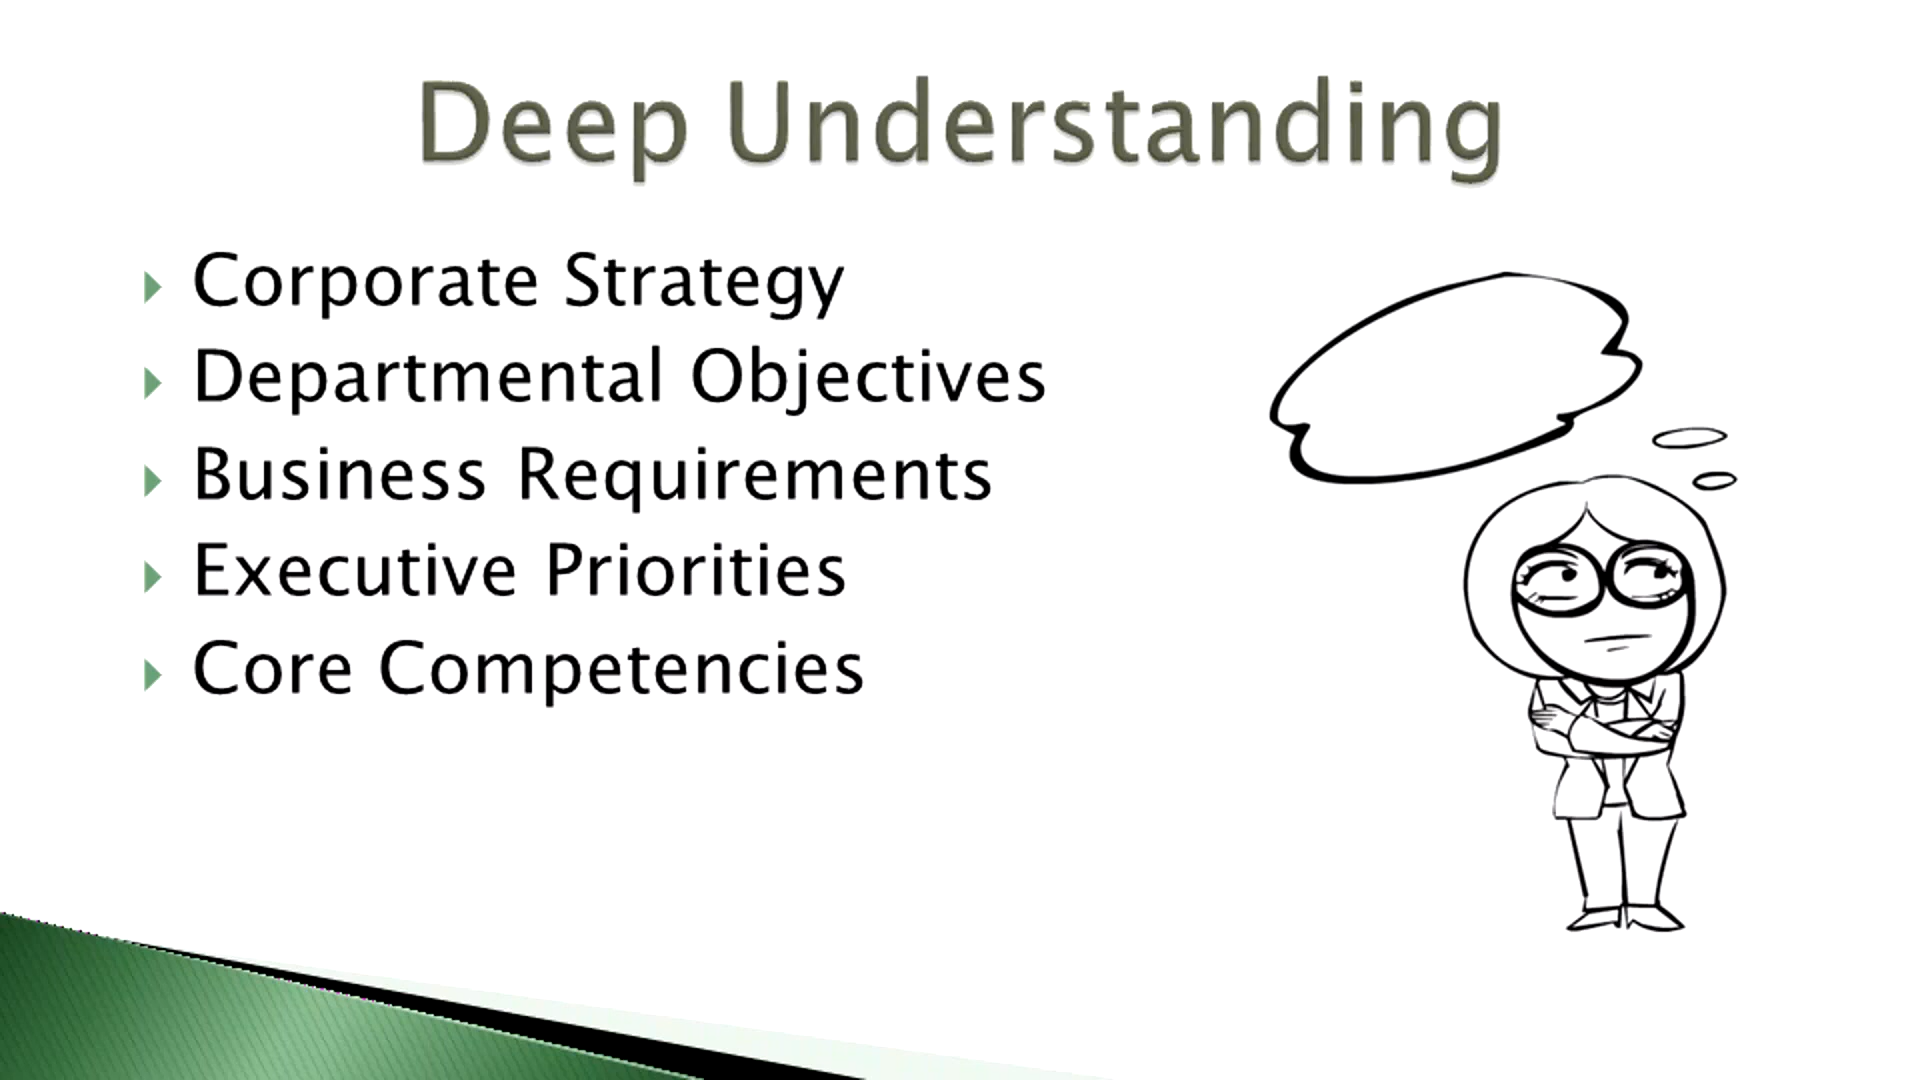 Deep Understanding
Corporate Strategy
Departmental Objectives
Business Requirements
Executive Priorities
Core Competencies